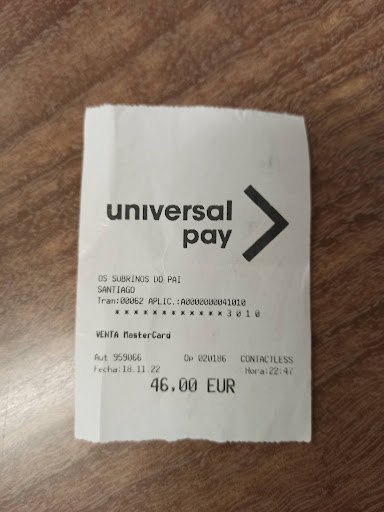 universal
pay
OS SOBRINOS DO PAI
SANTIAGO
Tran:00062 APLIC.:A0000000041010
************3010
VENTA MasterCard
Aut 959066 Op 020186 CONTACTLESS
Fecha:18.11.22 Hora:22:47
46.00 EUR